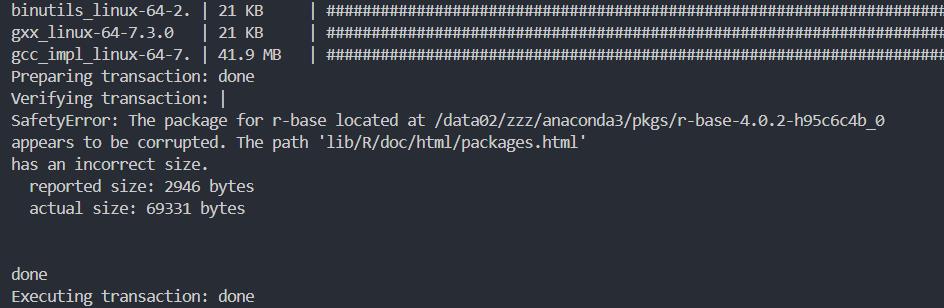 binutils_linux-64-2. | 21 KB | ##########################################################################
gxx_linux-64-7.3.0 | 21 KB | ##########################################################################
gcc_impl_linux-64-7. | 41.9 MB | ##########################################################################
Preparing transaction: done
Verifying transaction: |
SafetyError: The package for r-base located at /data02/zzz/anaconda3/pkgs/r-base-4.0.2-h95c6c4b_0
appears to be corrupted. The path 'lib/R/doc/html/packages.html'
has an incorrect size.
reported size: 2946 bytes
actual size: 69331 bytes
done
Executing transaction: done